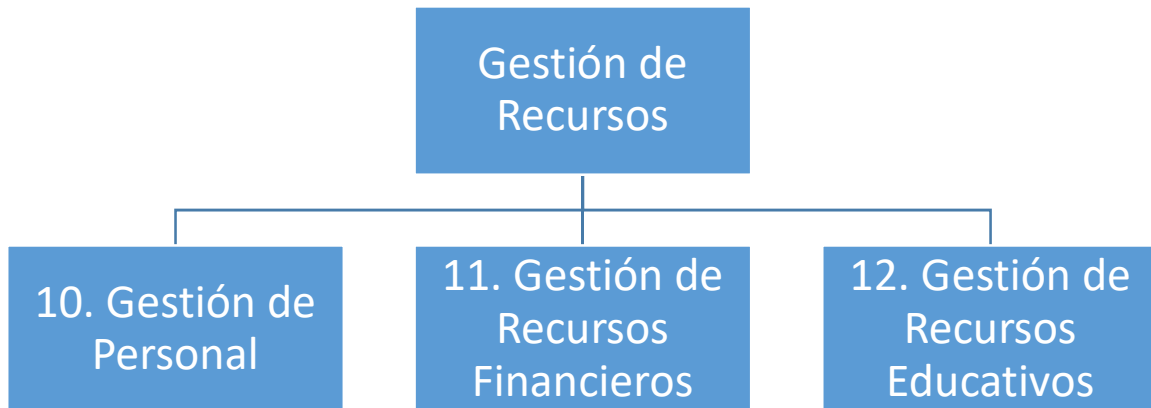 Gestión de
Recursos
10. Gestión de
Personal
11. Gestión de
Recursos
Financieros
12. Gestión de
Recursos
Educativos